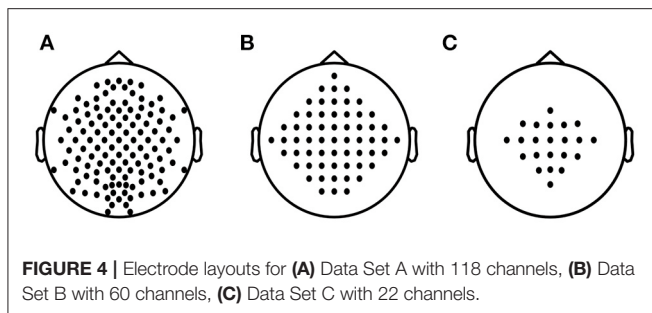 A B C
FIGURE 4 | Electrode layouts for (A) Data Set A with 118 channels, (B) Data
Set B with 60 channels, (C) Data Set C with 22 channels.